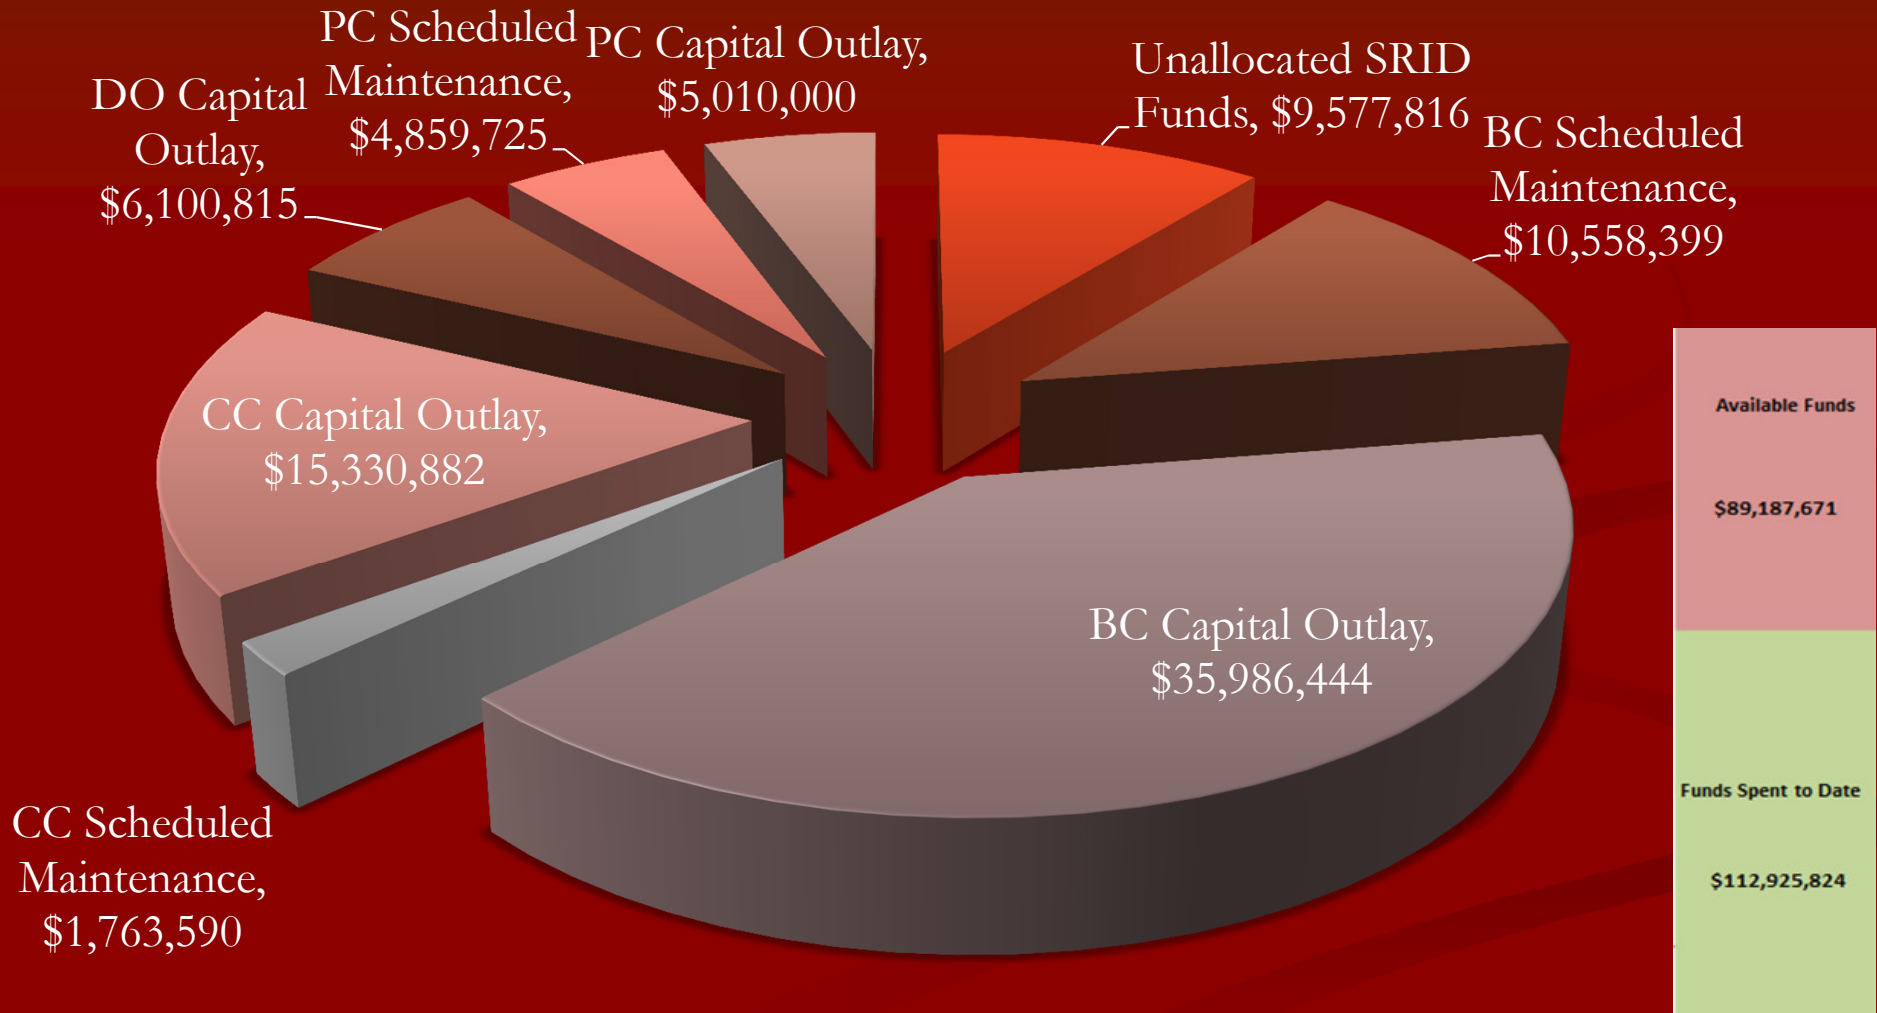 PC Scheduled
Maintenance,
$4,859,725
PC Capital Outlay,
$5,010,000
Unallocated SRID
Funds, $9,577,816
DO Capital
Outlay,
$6,100,815
BC Scheduled
Maintenance,
$10,558,399
CC Capital Outlay,
$15,330,882
Available Funds
$89,187,671
BC Capital Outlay,
$35,986,444
CC Scheduled
Maintenance,
$1,763,590
Funds Spent to Date
$112,925,824